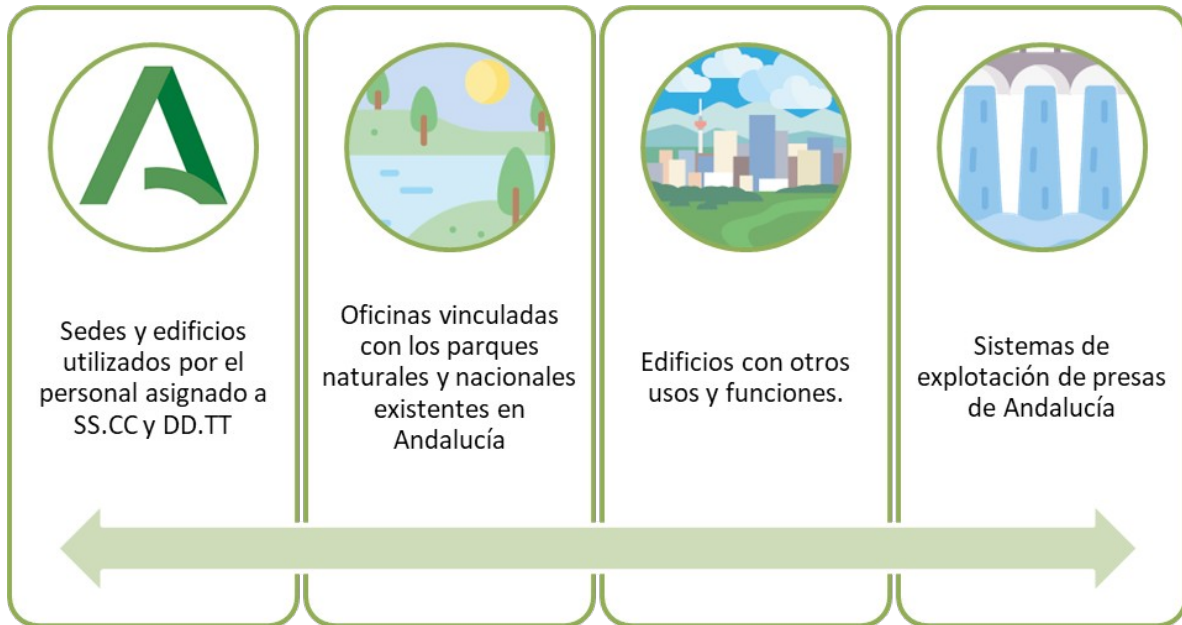 Sedes y edificios
utilizados por el
personal asignado a
SS.CC y DD.TT
Oficinas vinculadas
con los parques
naturales y nacionales
existentes en
Andalucía
Edificios con otros
usos y funciones.
Sistemas de
explotación de presas
de Andalucía